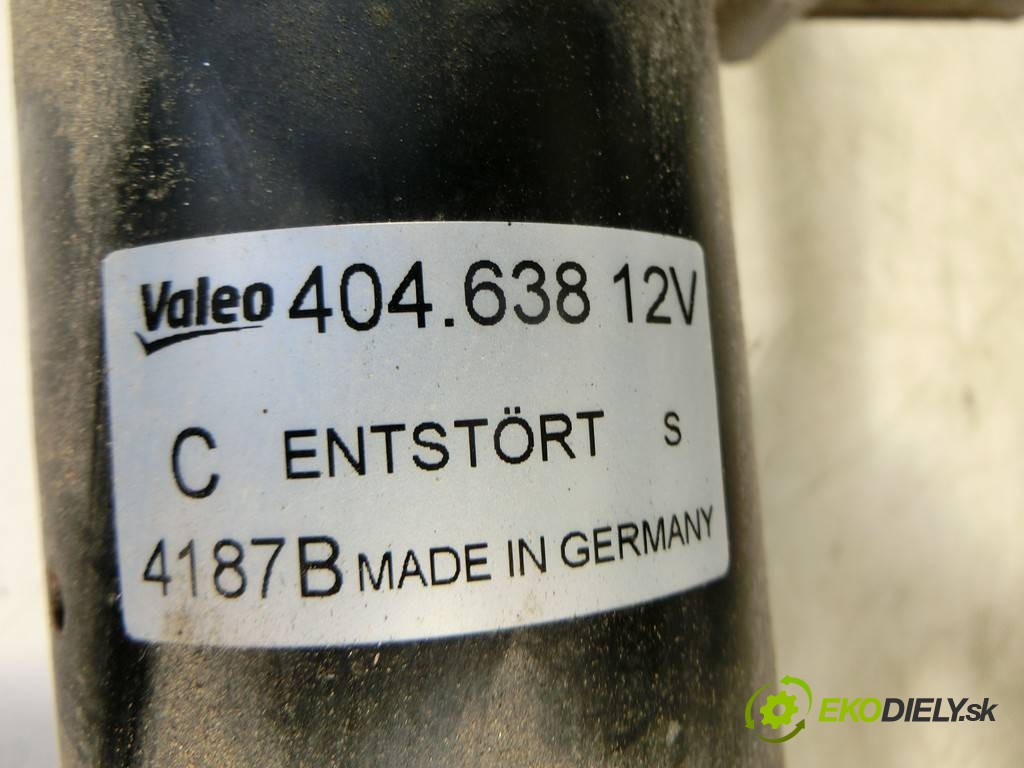 Valeo 404.638 12V
C ENTSTÖRT S
4187B MADE IN GERMANY
EKODIELY.sk